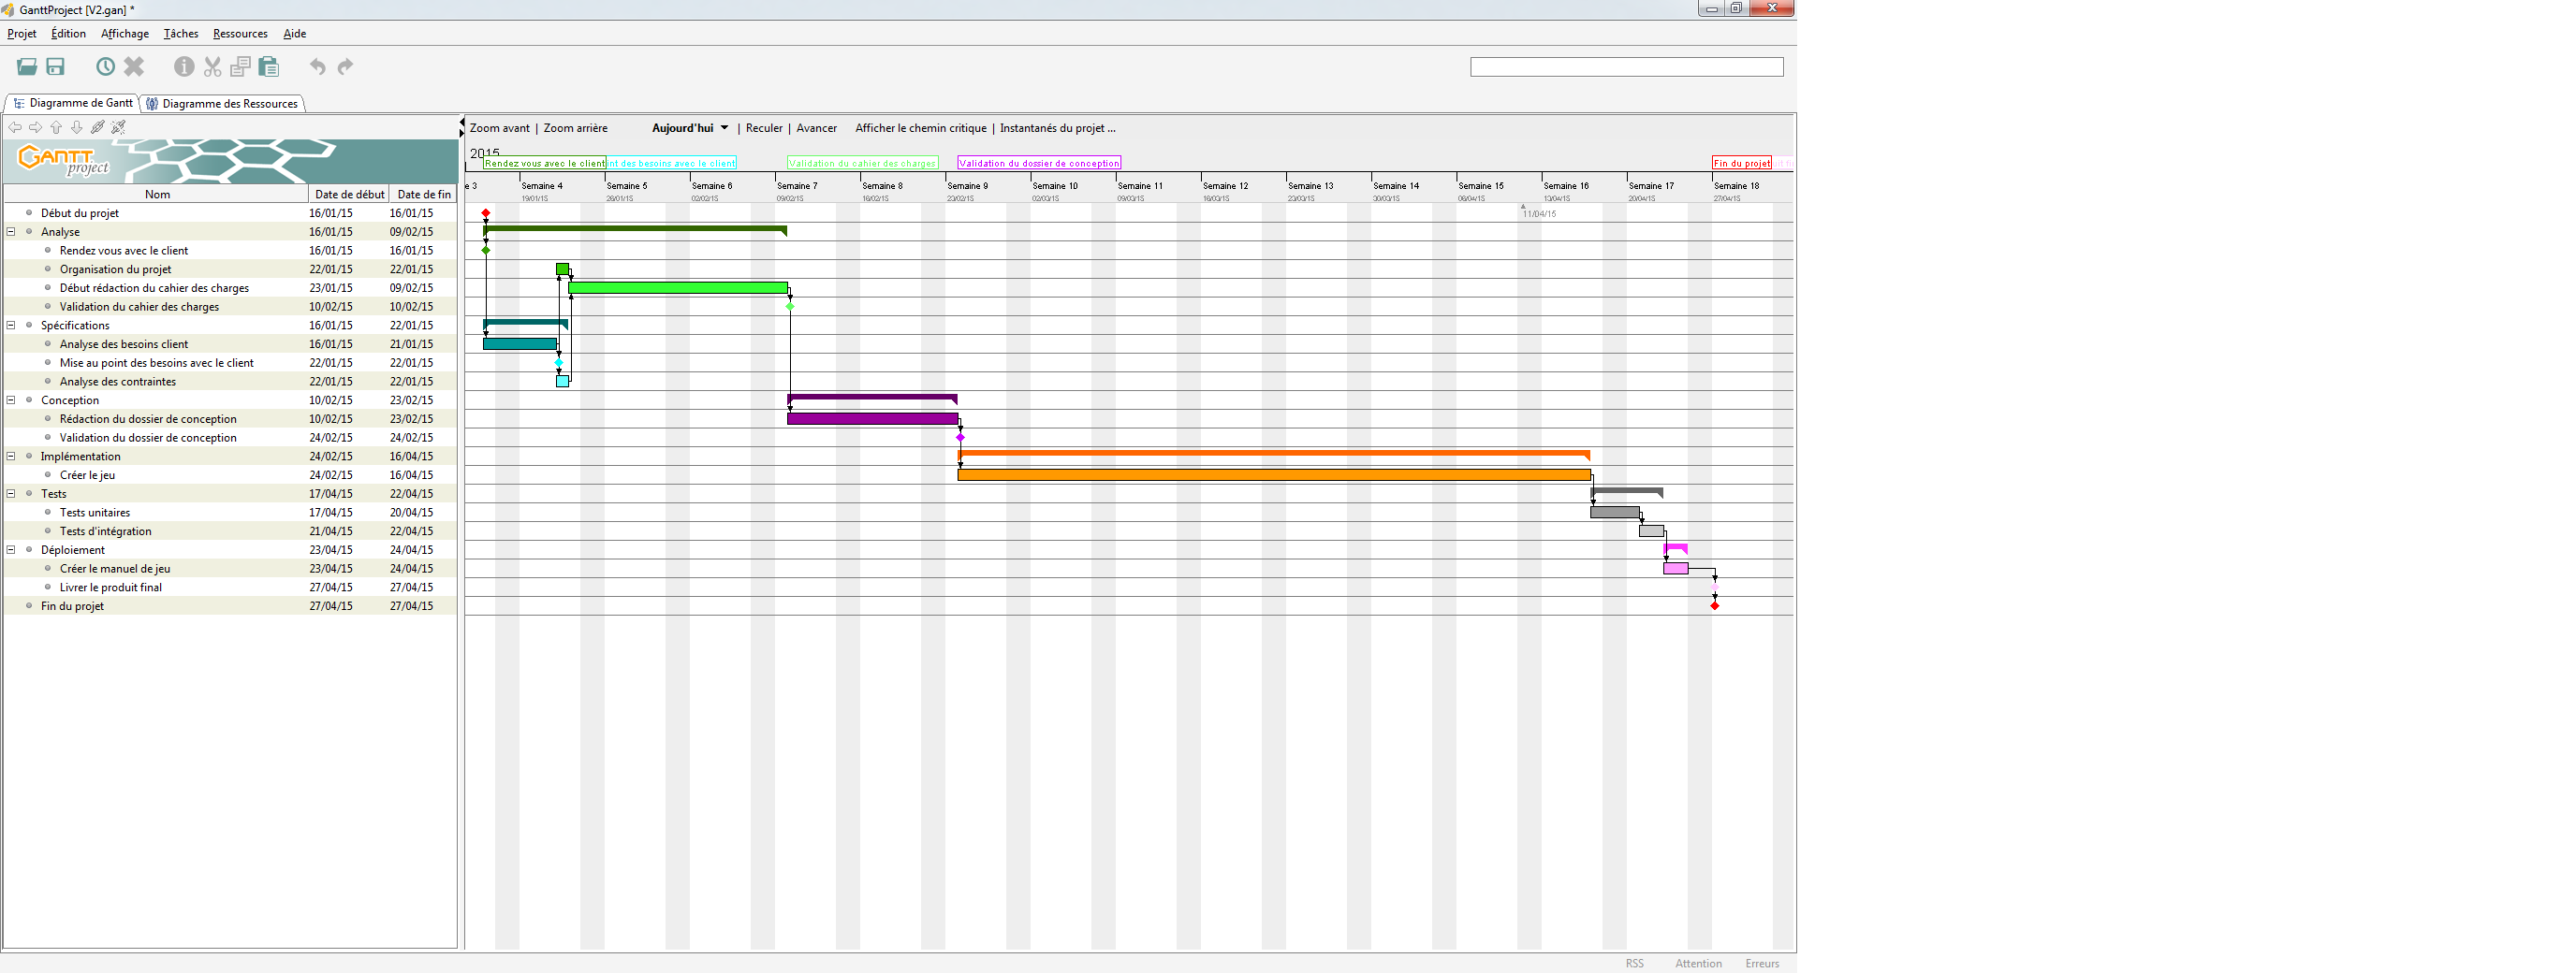 GanttProject [V2.gan] *
Projet Édition Affichage Tâches Ressources Aide
Diagramme de Gantt Diagramme des Ressources
Zoom avant | Zoom arrière Aujourd'hui | Reculer | Avancer Afficher le chemin critique | Instantanés du projet ...
GANTT project
2015
Rendez vous avec le client des besoins avec le client Validation du cahier des charges Validation du dossier de conception Fin du projet
e 3 Semaine 4 Semaine 5 Semaine 6 Semaine 7 Semaine 8 Semaine 9 Semaine 10 Semaine 11 Semaine 12 Semaine 13 Semaine 14 Semaine 15 Semaine 16 Semaine 17 Semaine 18
19/01/15 26/01/15 02/02/15 09/02/15 16/02/15 23/02/15 02/03/15 09/03/15 16/03/15 23/03/15 30/03/15 06/04/15 13/04/15 20/04/15 27/04/15
11/04/15
Nom Date de début Date de fin
Début du projet 16/01/15 16/01/15
Analyse 16/01/15 09/02/15
Rendez vous avec le client 16/01/15 16/01/15
Organisation du projet 22/01/15 22/01/15
Début rédaction du cahier des charges 23/01/15 09/02/15
Validation du cahier des charges 10/02/15 10/02/15
Spécifications 16/01/15 22/01/15
Analyse des besoins client 16/01/15 21/01/15
Mise au point des besoins avec le client 22/01/15 22/01/15
Analyse des contraintes 22/01/15 22/01/15
Conception 10/02/15 23/02/15
Rédaction du dossier de conception 10/02/15 23/02/15
Validation du dossier de conception 24/02/15 24/02/15
Implémentation 24/02/15 16/04/15
Créer le jeu 24/02/15 16/04/15
Tests 17/04/15 22/04/15
Tests unitaires 17/04/15 20/04/15
Tests d'intégration 21/04/15 22/04/15
Déploiement 23/04/15 24/04/15
Créer le manuel de jeu 23/04/15 24/04/15
Livrer le produit final 27/04/15 27/04/15
Fin du projet 27/04/15 27/04/15
RSS Attention Erreurs